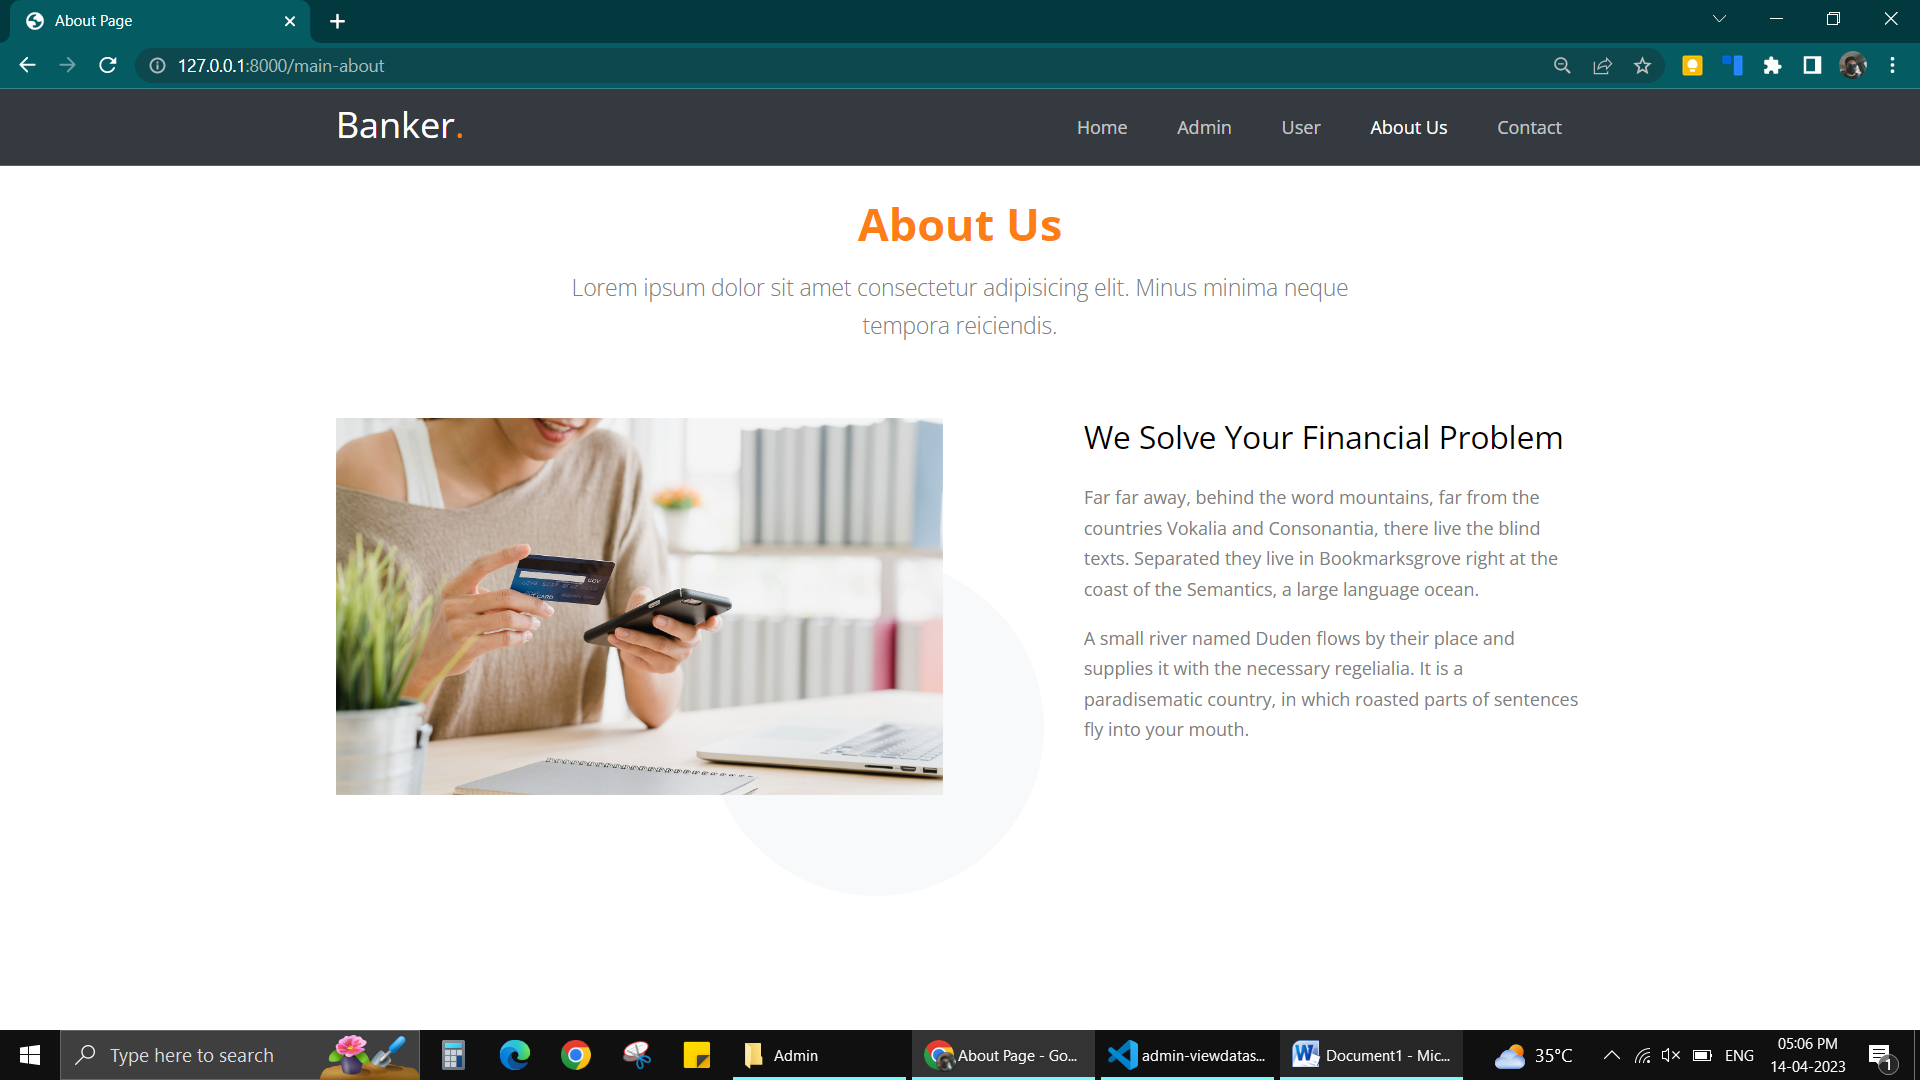 About Page
127.0.0.1:8000/main-about
Banker.
Home Admin User About Us Contact
About Us
Lorem ipsum dolor sit amet consectetur adipisicing elit. Minus minima neque
tempora reiciendis.
We Solve Your Financial Problem
Far far away, behind the word mountains, far from the
countries Vokalia and Consonantia, there live the blind
texts. Separated they live in Bookmarksgrove right at the
coast of the Semantics, a large language ocean.
A small river named Duden flows by their place and
supplies it with the necessary regelialia. It is a
paradisematic country, in which roasted parts of sentences
fly into your mouth.
Type here to search
Admin
About Page - Go...
admin-viewdatas...
Document1 - Mic...
35°C
ENG
05:06 PM
14-04-2023
1